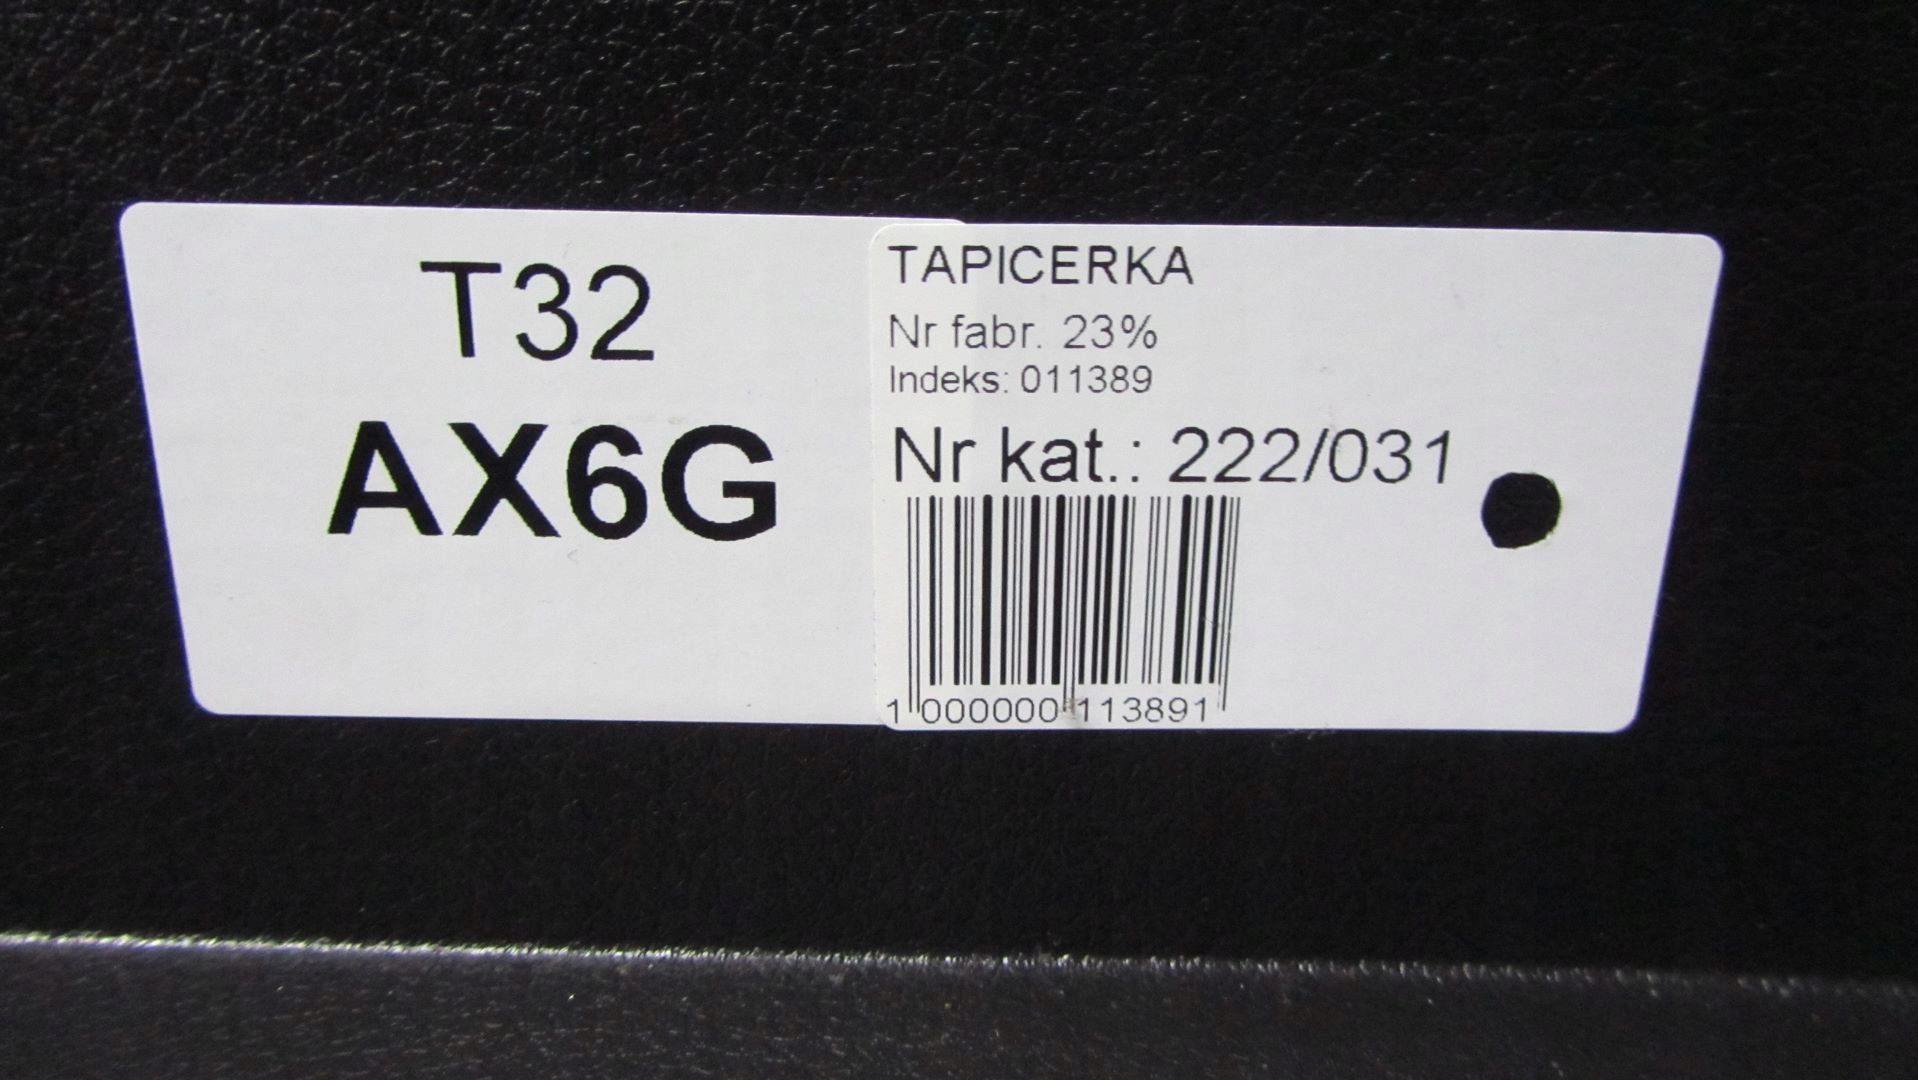 T32
AX6G
TAPICERKA
Nr fabr. 23%
Indeks: 011389
Nr kat.: 222/031
1 000000 113891